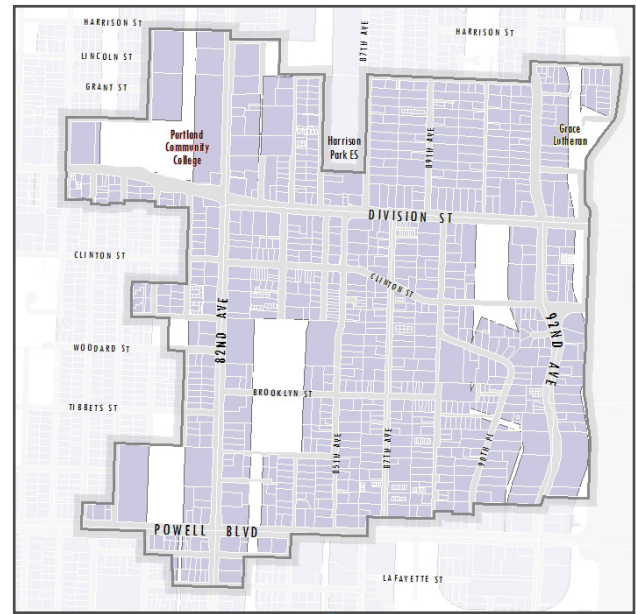 HARRISON ST
HARRISON ST
87TH AVE
LINCOLN ST
GRANT ST
Portland
Community
College
Harrison
Park ES
89TH AVE
Grace
Lutheran
DIVISION ST
CLINTON ST
CLINTON ST
82ND AVE
92ND AVE
WOODARD ST
BROOKLYN ST
TIBBETS ST
85TH AVE
87TH AVE
90TH PL
POWELL BLVD
LAFAYETTE ST